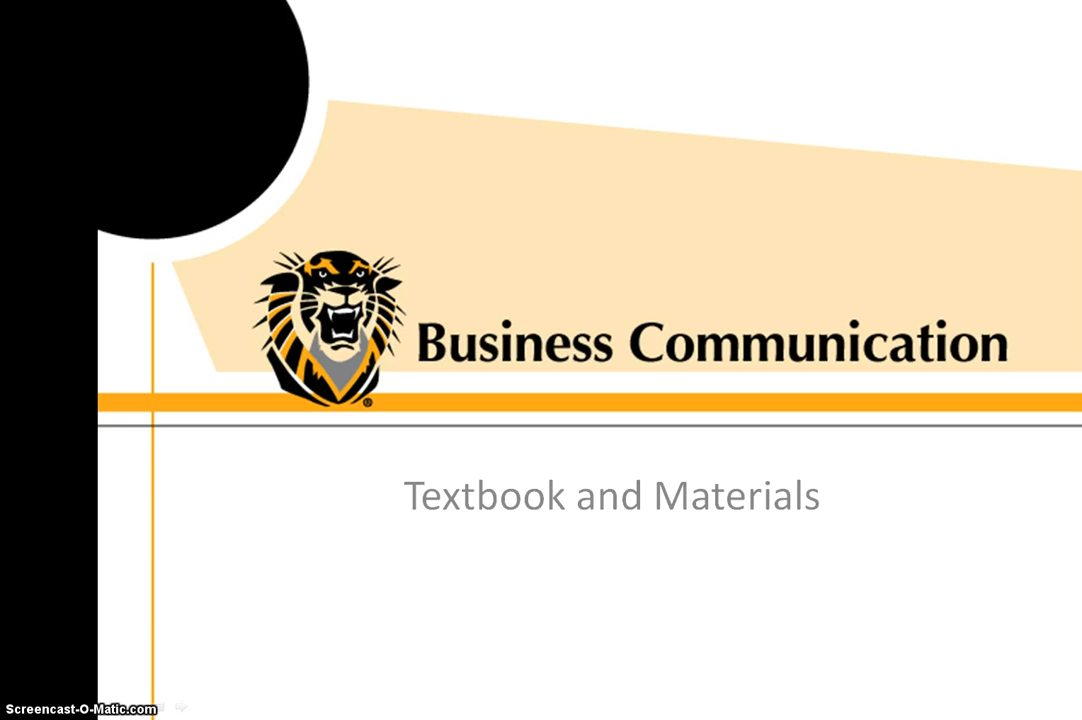 Business Communication
®
Textbook and Materials
Screencast-O-Matic.com